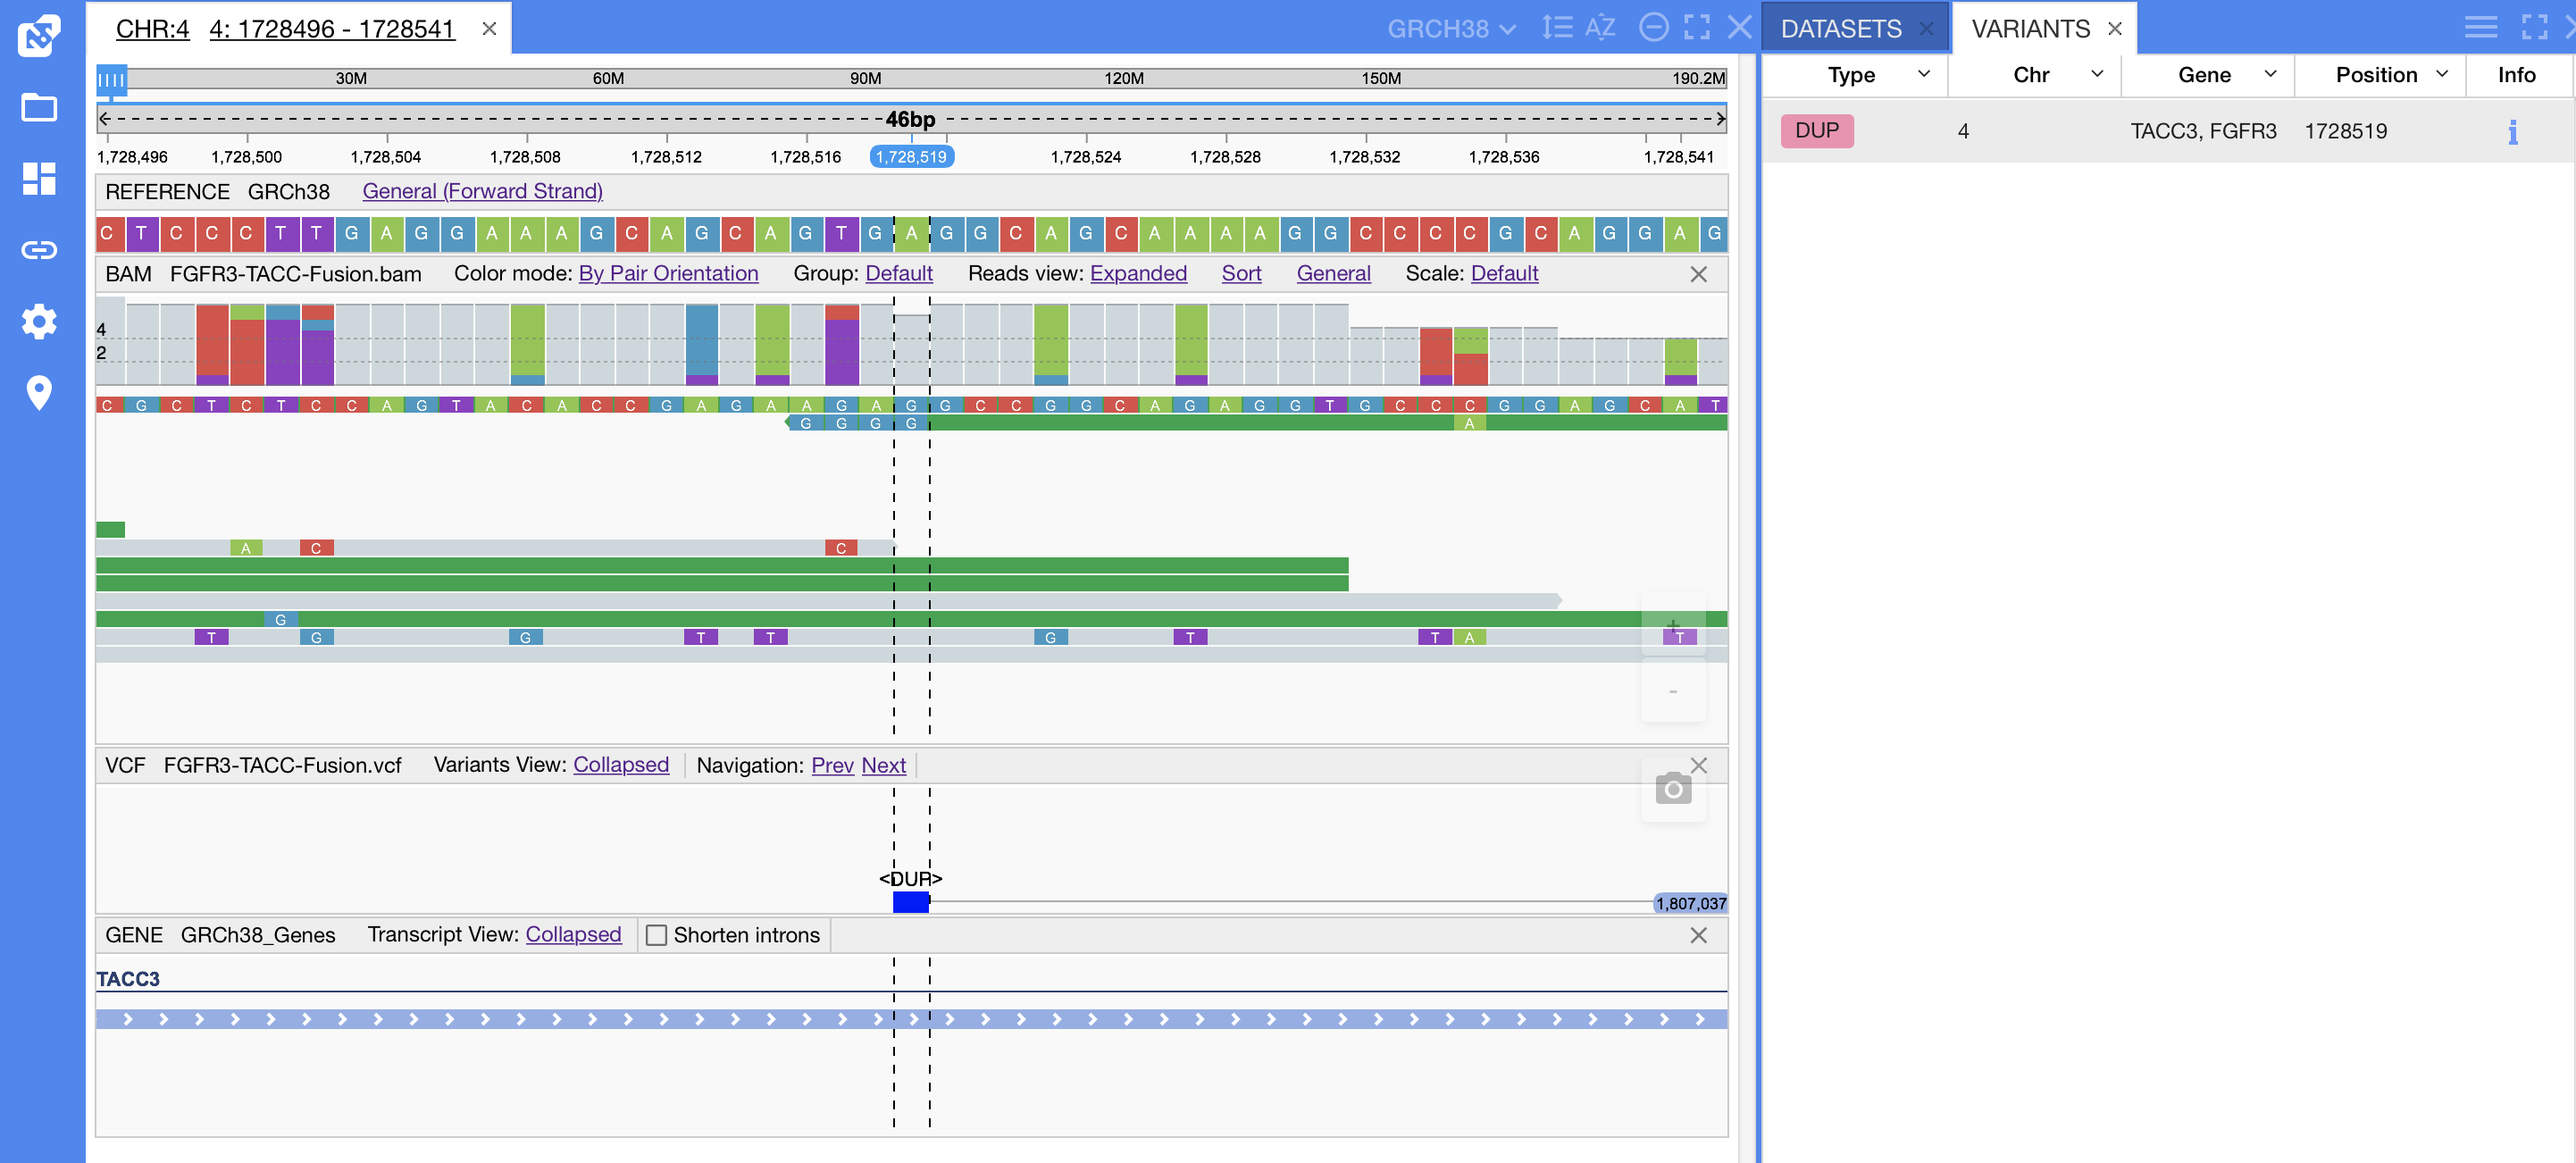 CHR:4 4: 1728496 - 1728541
GRCH38
30M 60M 90M 120M 150M 190.2M
46bp
1,728,496 1,728,500 1,728,504 1,728,508 1,728,512 1,728,516 1,728,519 1,728,524 1,728,528 1,728,532 1,728,536 1,728,541
REFERENCE GRCh38 General (Forward Strand)
C T C C C T T G A G G A A A G C A G C A G T G A G G C A G C A A A A G G C C C C G C A G G A G
BAM FGFR3-TACC-Fusion.bam Color mode: By Pair Orientation Group: Default Reads view: Expanded Sort General Scale: Default
4
2
C G C T C T C C A G T A C A C C G A G A A G A G G C C G G C A G A G G T G C C C G G A G C A T
G G G G A
A C C
G
T G G T T G T T A T
+
-
VCF FGFR3-TACC-Fusion.vcf Variants View: Collapsed Navigation: Prev Next
<DUP>
1,807,037
GENE GRCh38_Genes Transcript View: Collapsed Shorten introns
TACC3
DATASETS VARIANTS
Type Chr Gene Position Info
DUP 4 TACC3, FGFR3 1728519 i